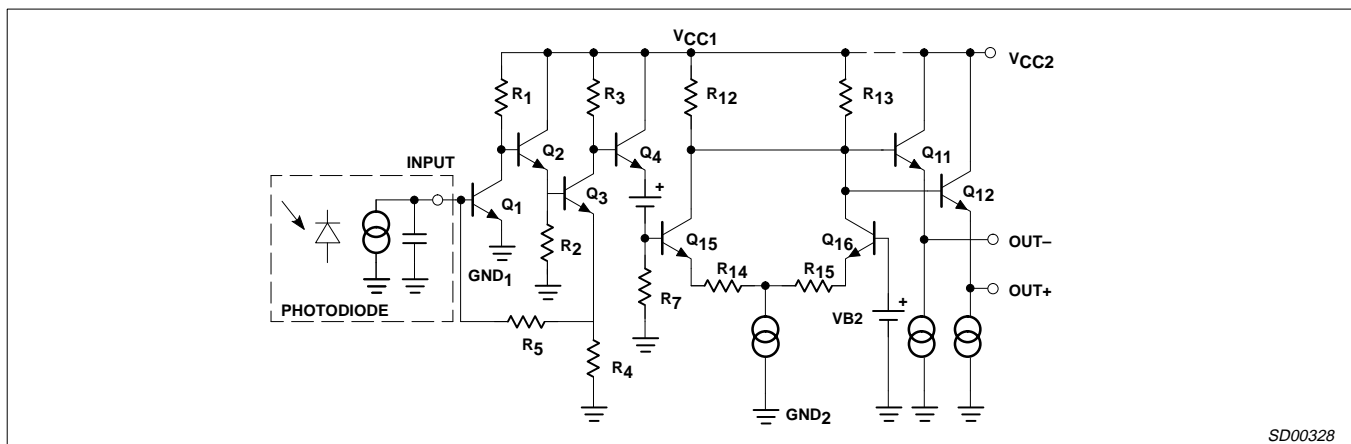 VCC1
VCC2
R1
R3
R12
R13
INPUT
Q2
Q4
Q11
Q12
+
Q1
Q3
Q15
Q16
OUT–
GND1
R2
R14
R15
R7
VB2
+
OUT+
PHOTODIODE
R5
R4
GND2
SD00328